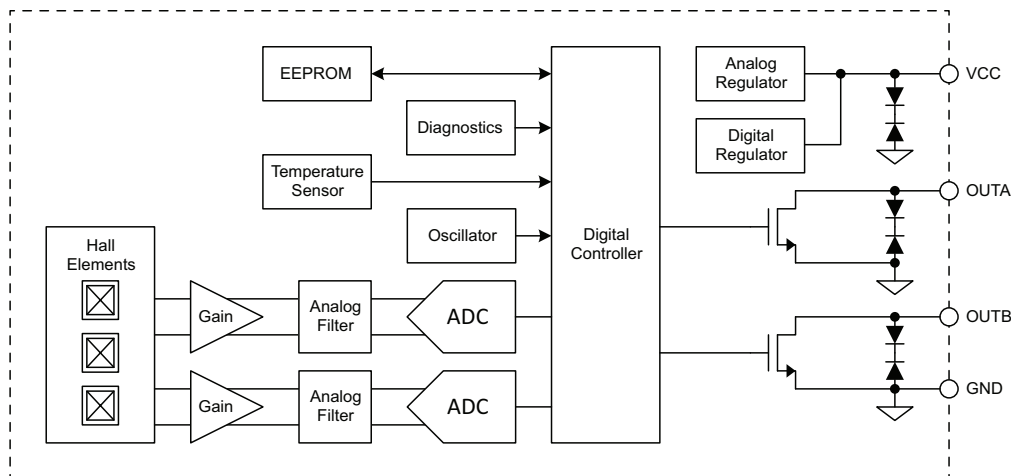 EEPROM
Analog
Regulator
VCC
Diagnostics
Digital
Regulator
Temperature
Sensor
OUTA
Oscillator
Digital
Controller
Hall
Elements
Gain
Analog
Filter
ADC
OUTB
Gain
Analog
Filter
ADC
GND